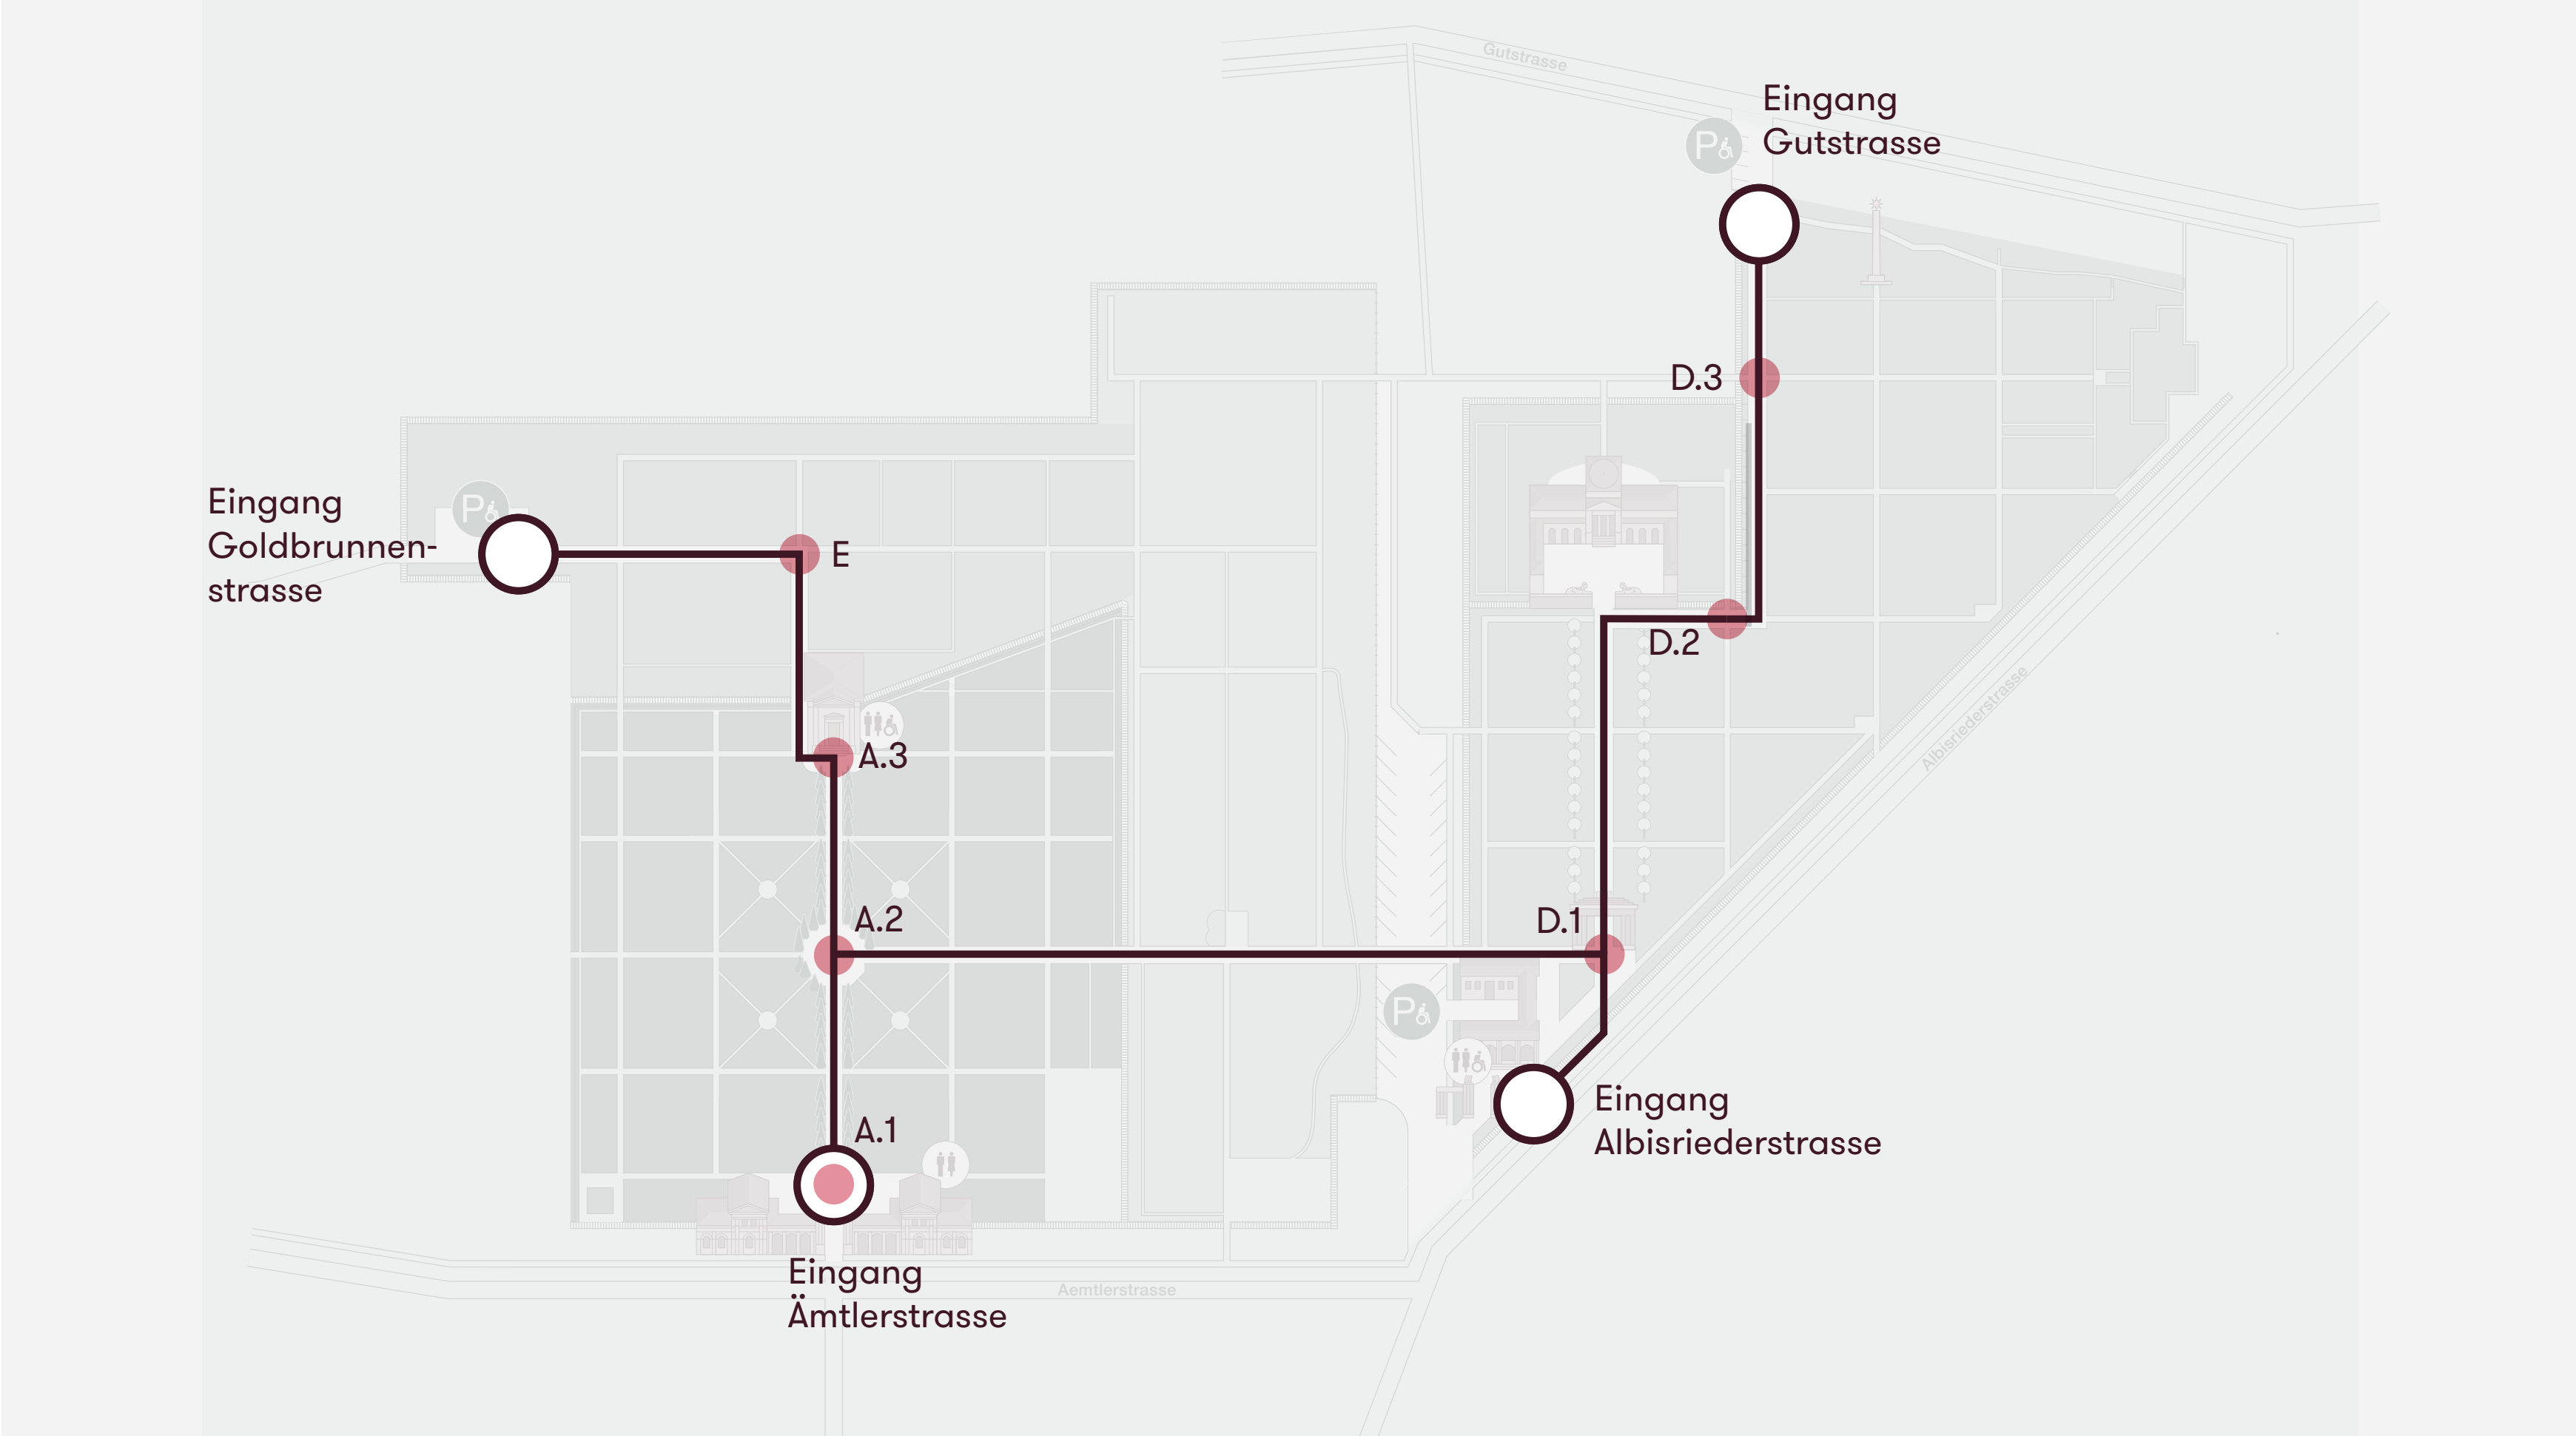 Gutstrasse
Eingang
Gutstrasse
P
D.3
Eingang
Goldbrunnen-
strasse
P
E
D.2
A.3
Albisriederstrasse
A.2
D.1
P
Eingang
Albisriederstrasse
A.1
Eingang
Ämtlerstrasse
Aemtlerstrasse